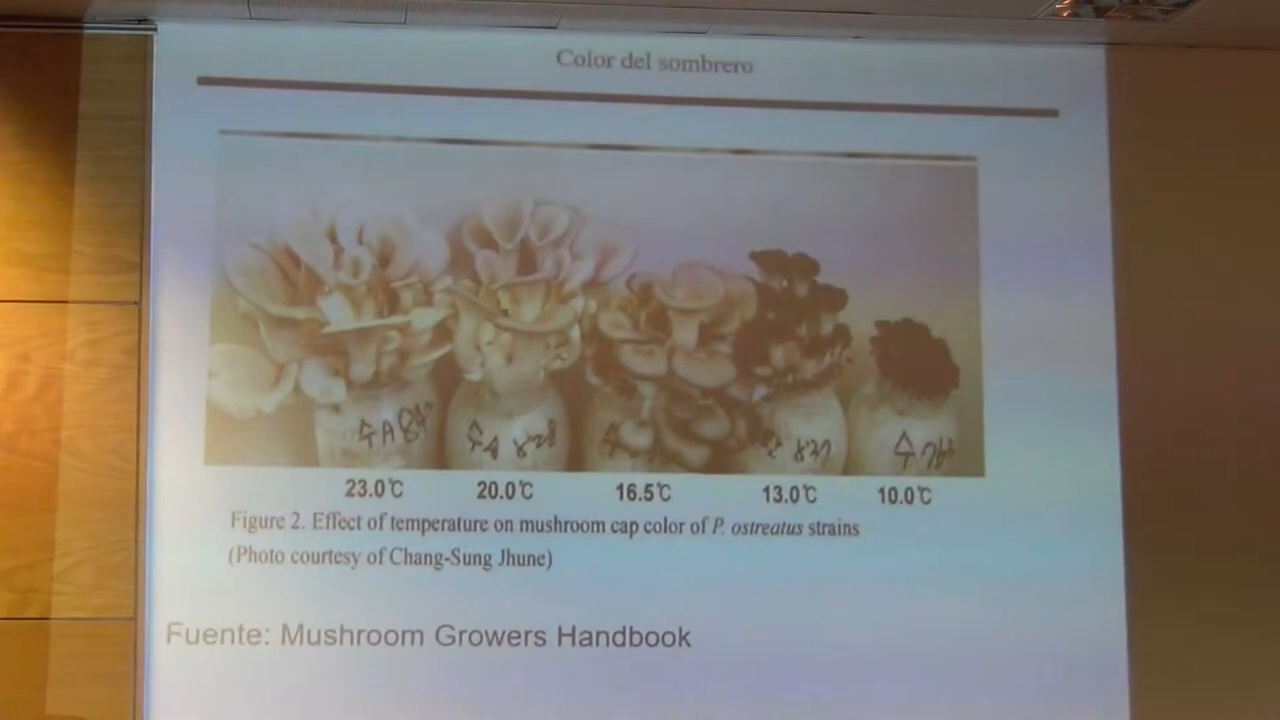 Color del sombrero
23.0℃ 20.0℃ 16.5℃ 13.0℃ 10.0℃
Figure 2. Effect of temperature on mushroom cap color of P. ostreatus strains
(Photo courtesy of Chang-Sung Jhune)
Fuente: Mushroom Growers Handbook